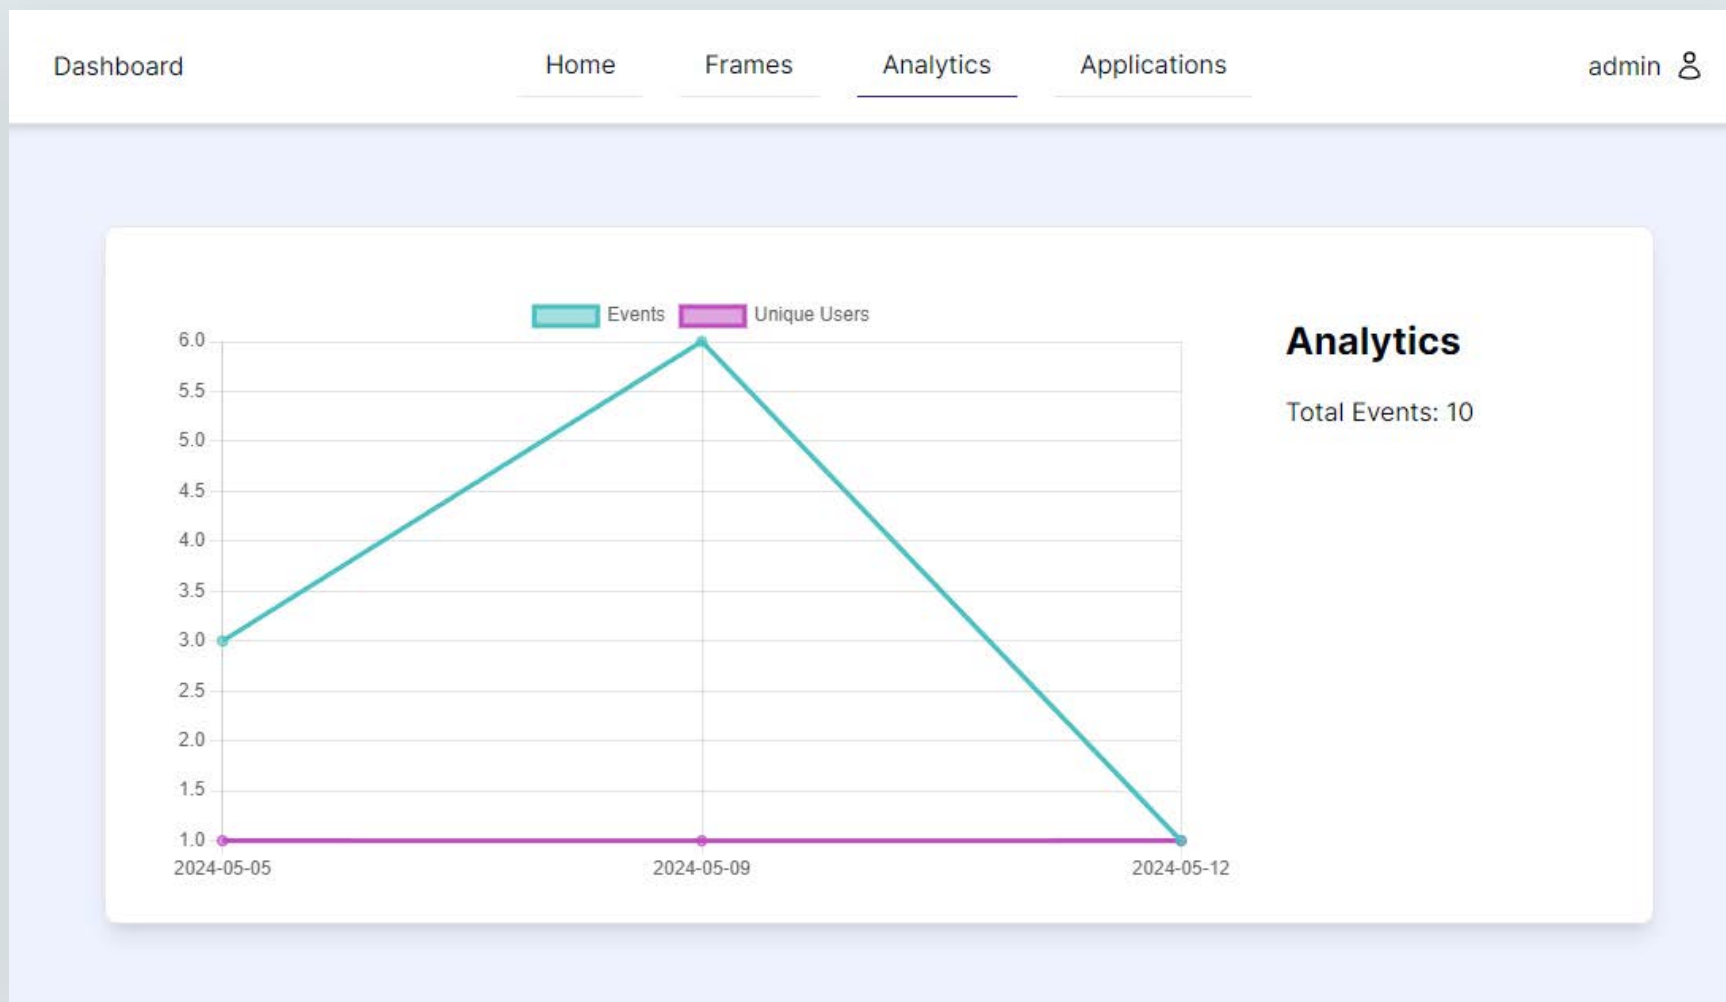 Dashboard
Home
Frames
Analytics
Applications
admin
Events
Unique Users
6.0
5.5
5.0
4.5
4.0
3.5
3.0
2.5
2.0
1.5
1.0
2024-05-05
2024-05-09
2024-05-12
Analytics
Total Events: 10